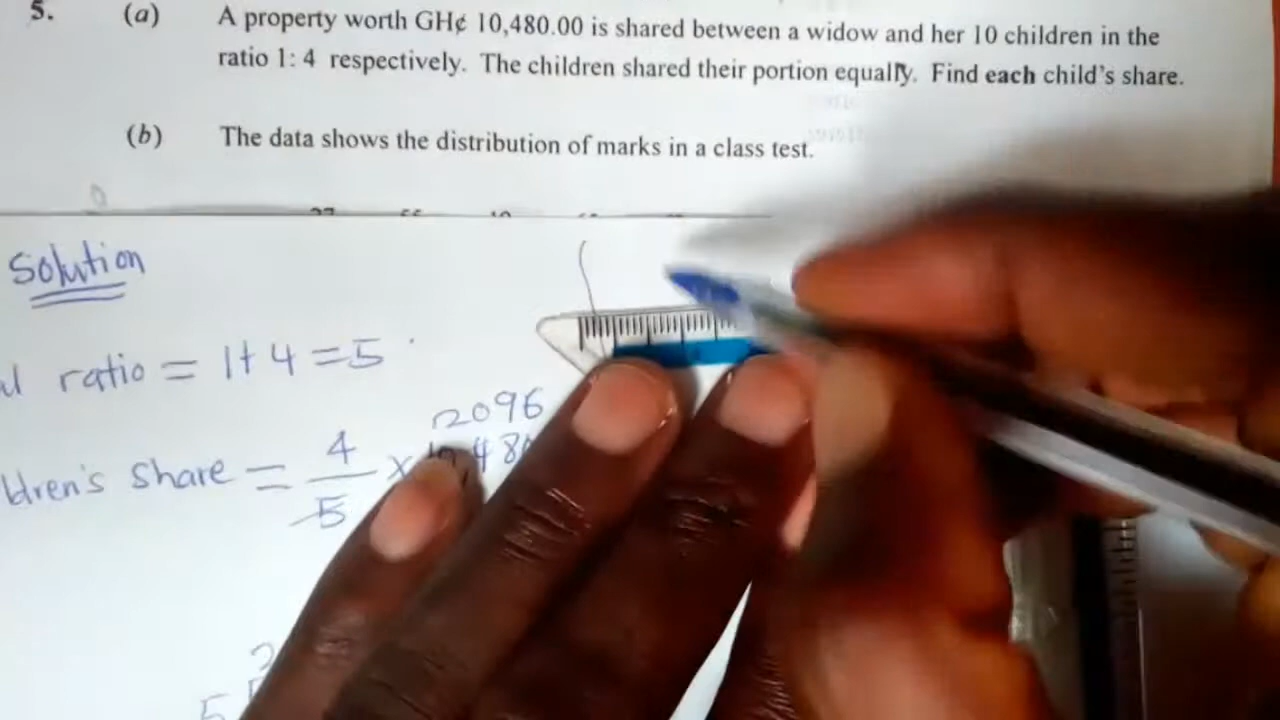 5. (a) A property worth GH¢ 10,480.00 is shared between a widow and her 10 children in the
ratio 1: 4 respectively. The children shared their portion equally. Find each child's share.
(b) The data shows the distribution of marks in a class test.
Solution
ratio = 1+4=5
2096
share = 4/5 ×
5